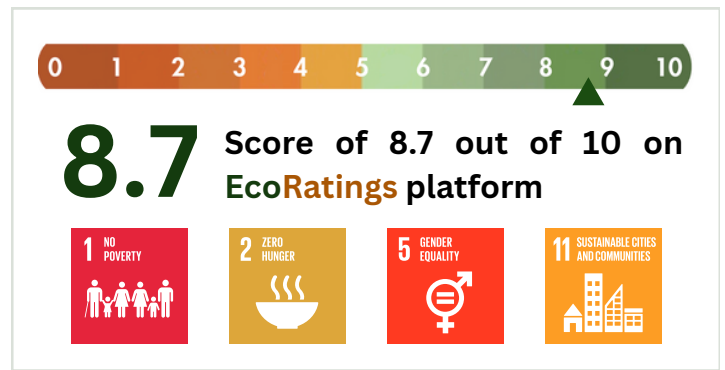 0 1 2 3 4 5 6 7 8 9 10
8.7
Score of 8.7 out of 10 on
EcoRatings platform
1 NO
POVERTY
2 ZERO
HUNGER
5 GENDER
EQUALITY
11 SUSTAINABLE CITIES
AND COMMUNITIES